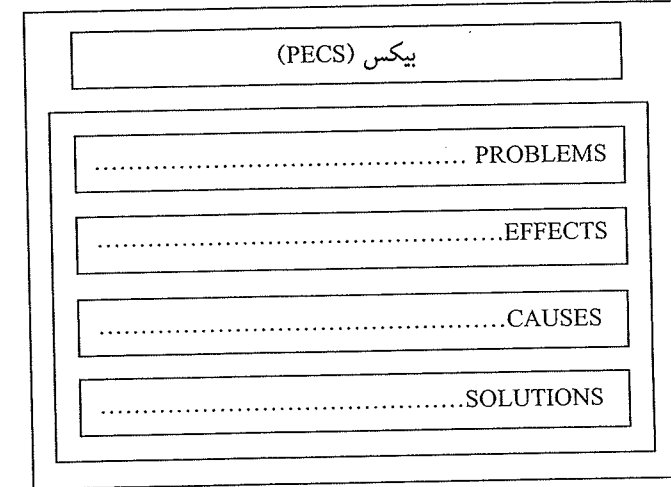 بيكس (PECS)
PROBLEMS ..........................................
EFFECTS..............................................
CAUSES..............................................
SOLUTIONS.........................................